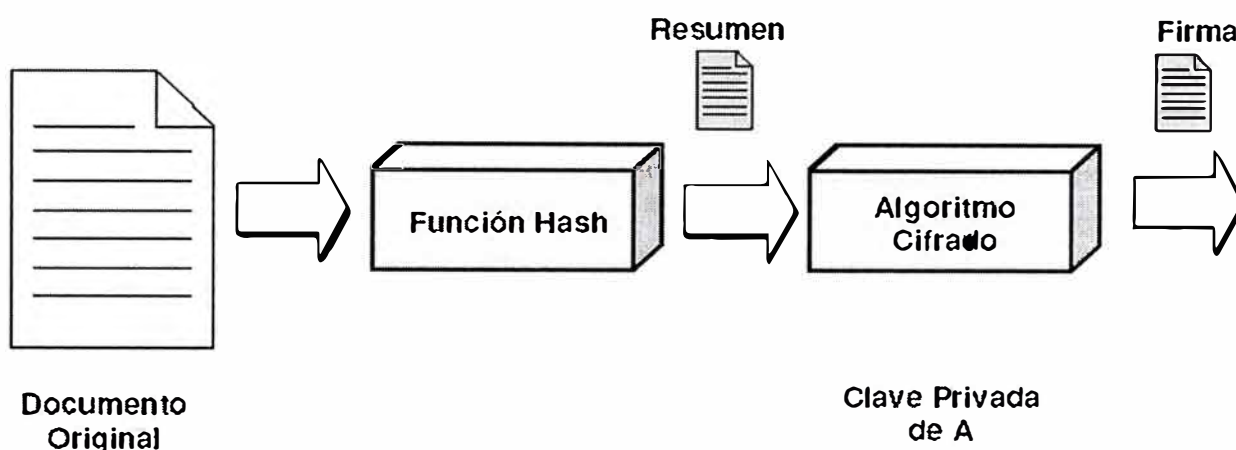 Resumen
Firma
Función Hash
Algoritmo
Cifrado
Documento
Original
Clave Privada
de A